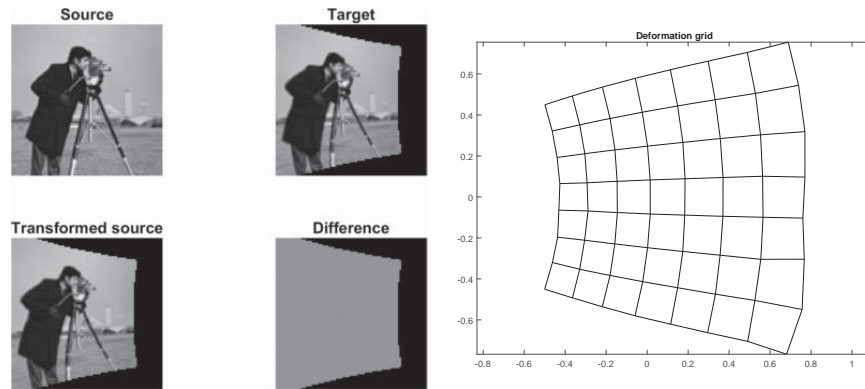 Source
Target
Transformed source
Difference
Deformation grid
0.6
0.4
0.2
0
-0.2
-0.4
-0.6
-0.8 -0.6 -0.4 -0.2 0 0.2 0.4 0.6 0.8 1